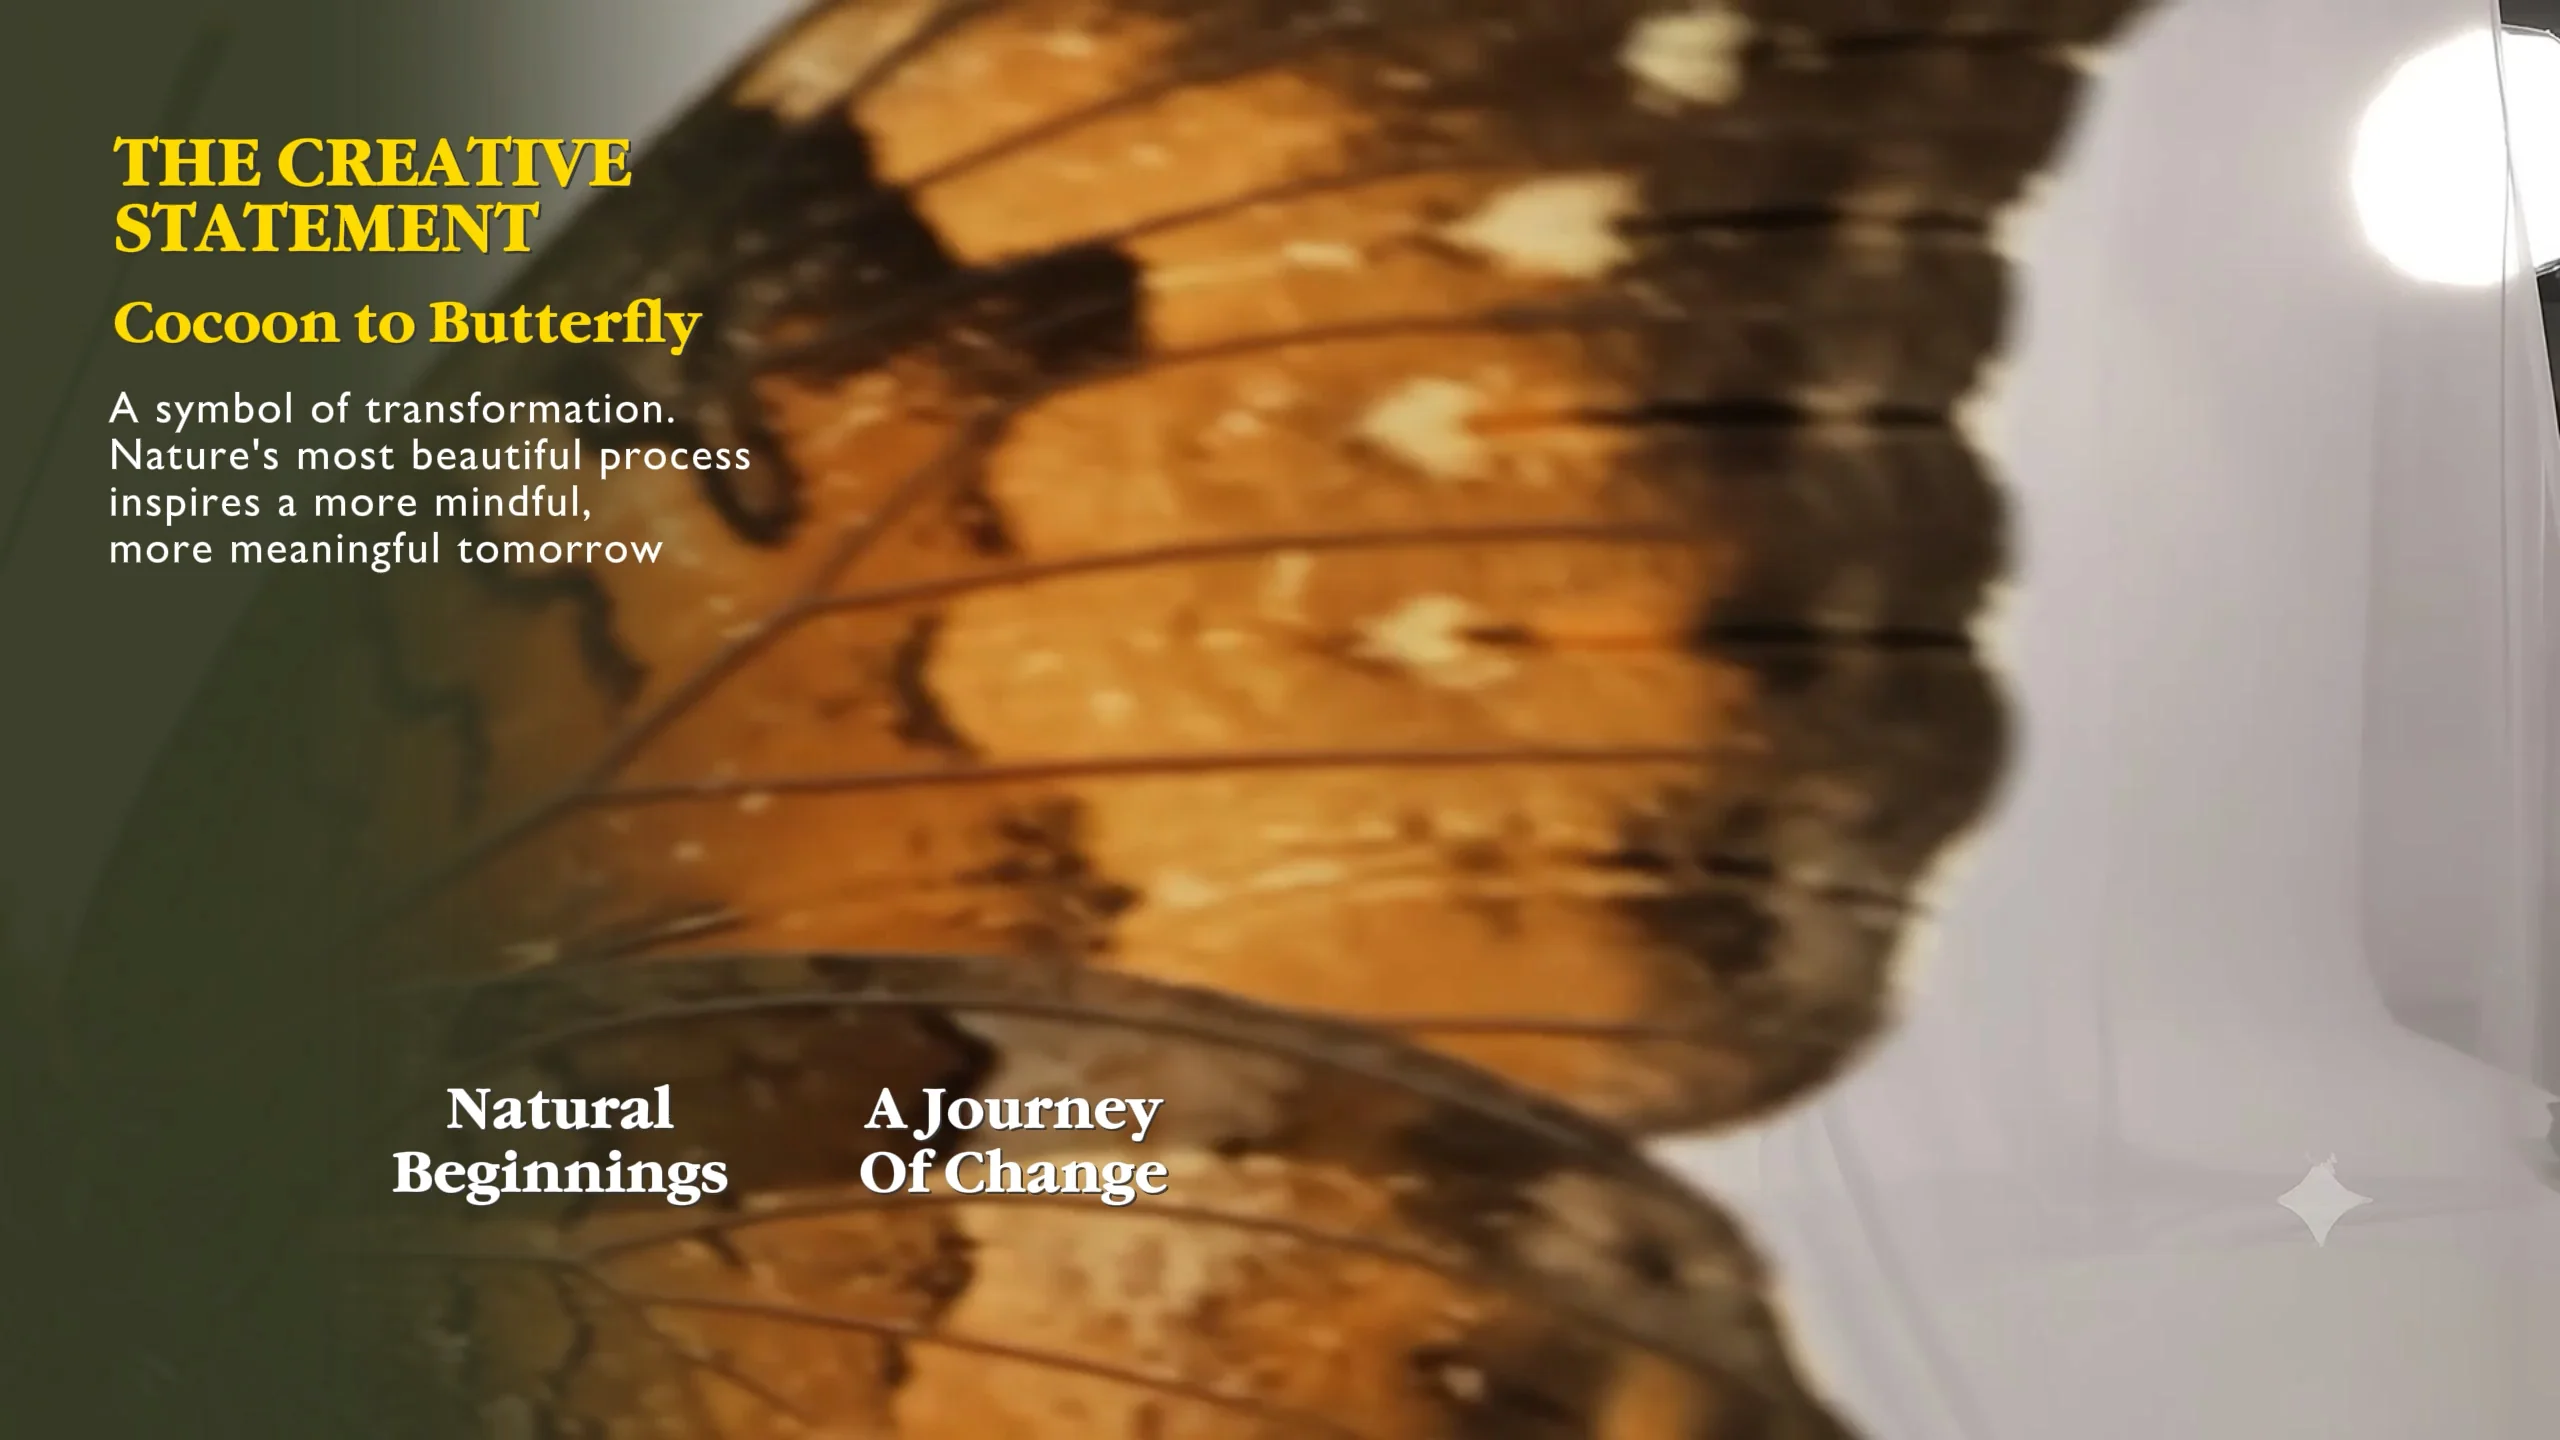 THE CREATIVE
STATEMENT
Cocoon to Butterfly
A symbol of transformation.
Nature's most beautiful process
inspires a more mindful,
more meaningful tomorrow
Natural
Beginnings
A Journey
Of Change